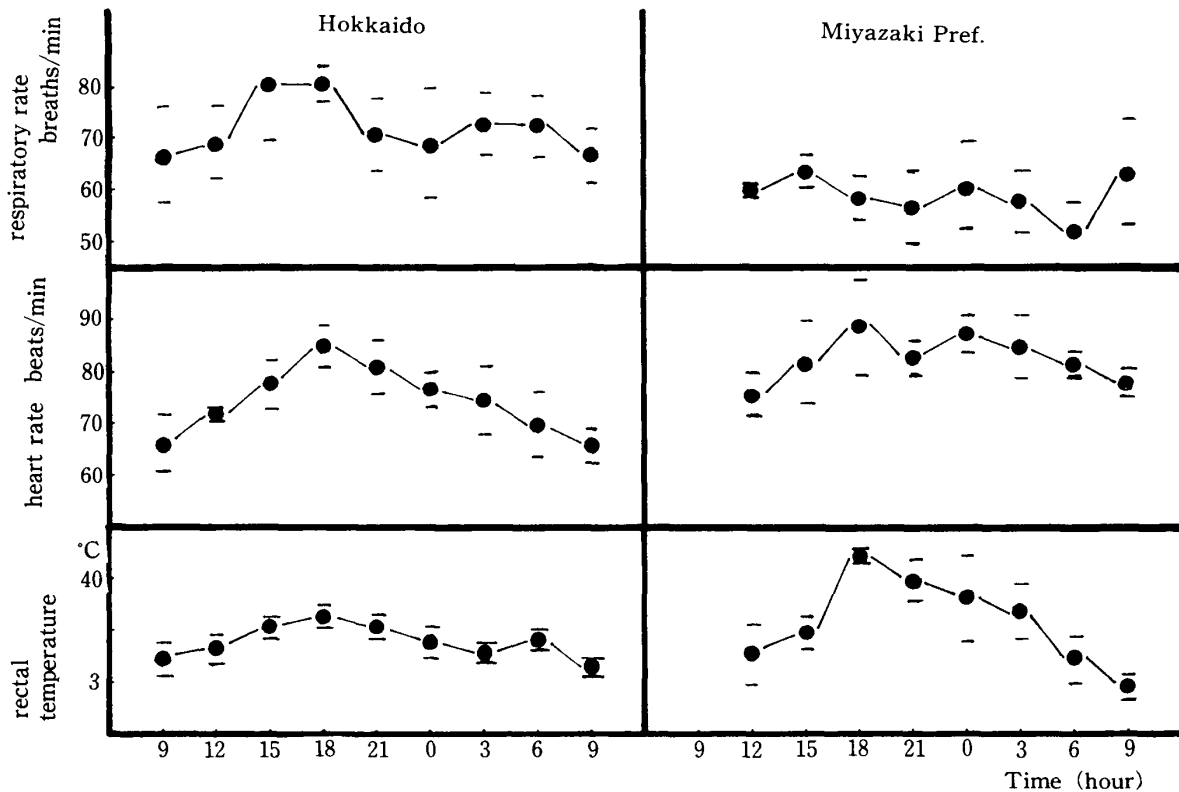 Hokkaido
Miyazaki Pref.
respiratory rate
breaths/min
80
70
60
50
heart rate beats/min
90
80
70
60
rectal
temperature
°C
40
3
9 12 15 18 21 0 3 6 9
9 12 15 18 21 0 3 6 9
Time (hour)